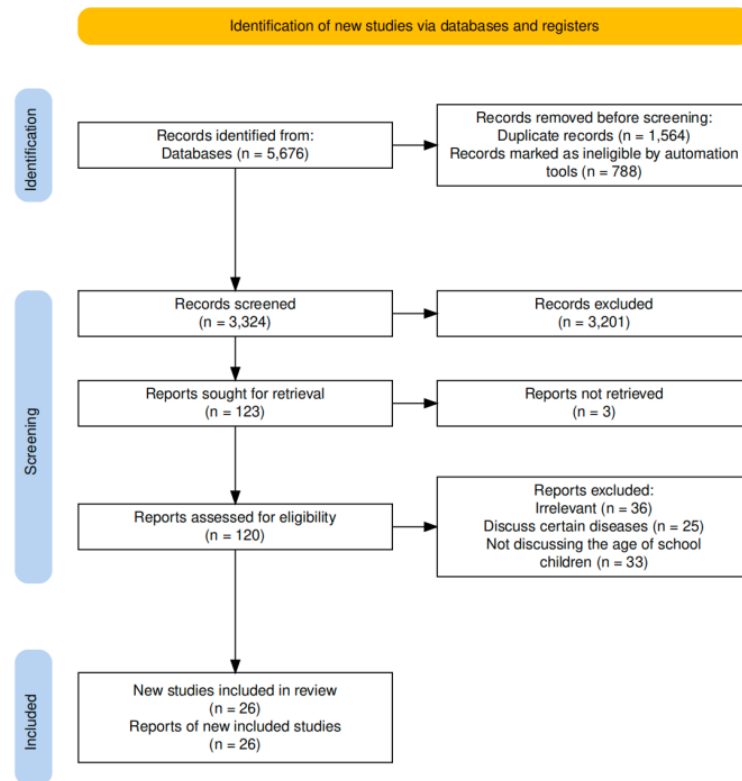 Identification of new studies via databases and registers
Identification
Records identified from:
Databases (n = 5,676)
Records removed before screening:
Duplicate records (n = 1,564)
Records marked as ineligible by automation
tools (n = 788)
Screening
Records screened
(n = 3,324)
Records excluded
(n = 3,201)
Reports sought for retrieval
(n = 123)
Reports not retrieved
(n = 3)
Reports assessed for eligibility
(n = 120)
Reports excluded:
Irrelevant (n = 36)
Discuss certain diseases (n = 25)
Not discussing the age of school
children (n = 33)
Included
New studies included in review
(n = 26)
Reports of new included studies
(n = 26)